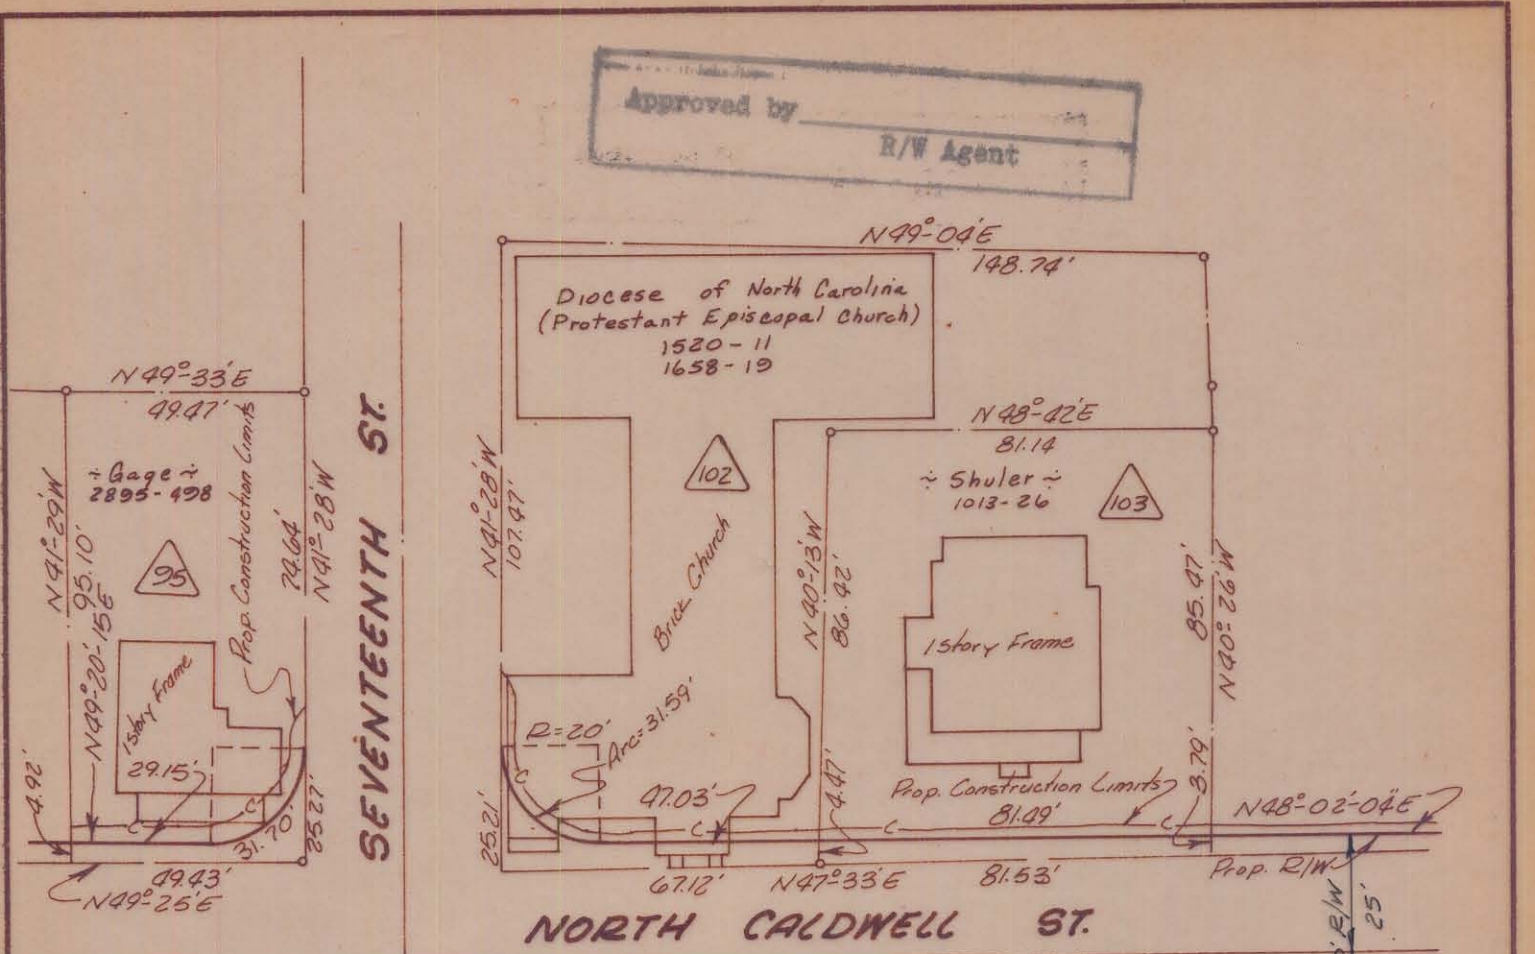 Approved by
R/W Agent
N49°-04'E
148.74'
Diocese of North Carolina
(Protestant Episcopal Church)
1520-11
1658-19
N49°-33'E
49.47'
Prop. Construction Limits
÷ Gage ÷
2895-498
95
N41°-29'W
95.10'
N49°-20'-15"E
74.64'
N41°-28'W
1 Story Frame
29.15'
C
C
4.92'
31.70'
25.27'
49.43'
N49°-25'E
SEVENTEENTH ST.
N41°-28'W
107.47'
102
Brick Church
R=20'
Arc=31.59'
C
47.03'
C
25.21'
67.12'
N47°-33'E
81.53'
N48°-42'E
81.14
÷ Shuler ÷
1013-26
103
N40°-13'W
86.42'
1 Story Frame
85.47'
N40°-26'W
4.47'
3.79'
Prop. Construction Limits
81.49'
C
C
N48°-02'-04"E
Prop. R/W
R/W
25'
NORTH CALDWELL ST.